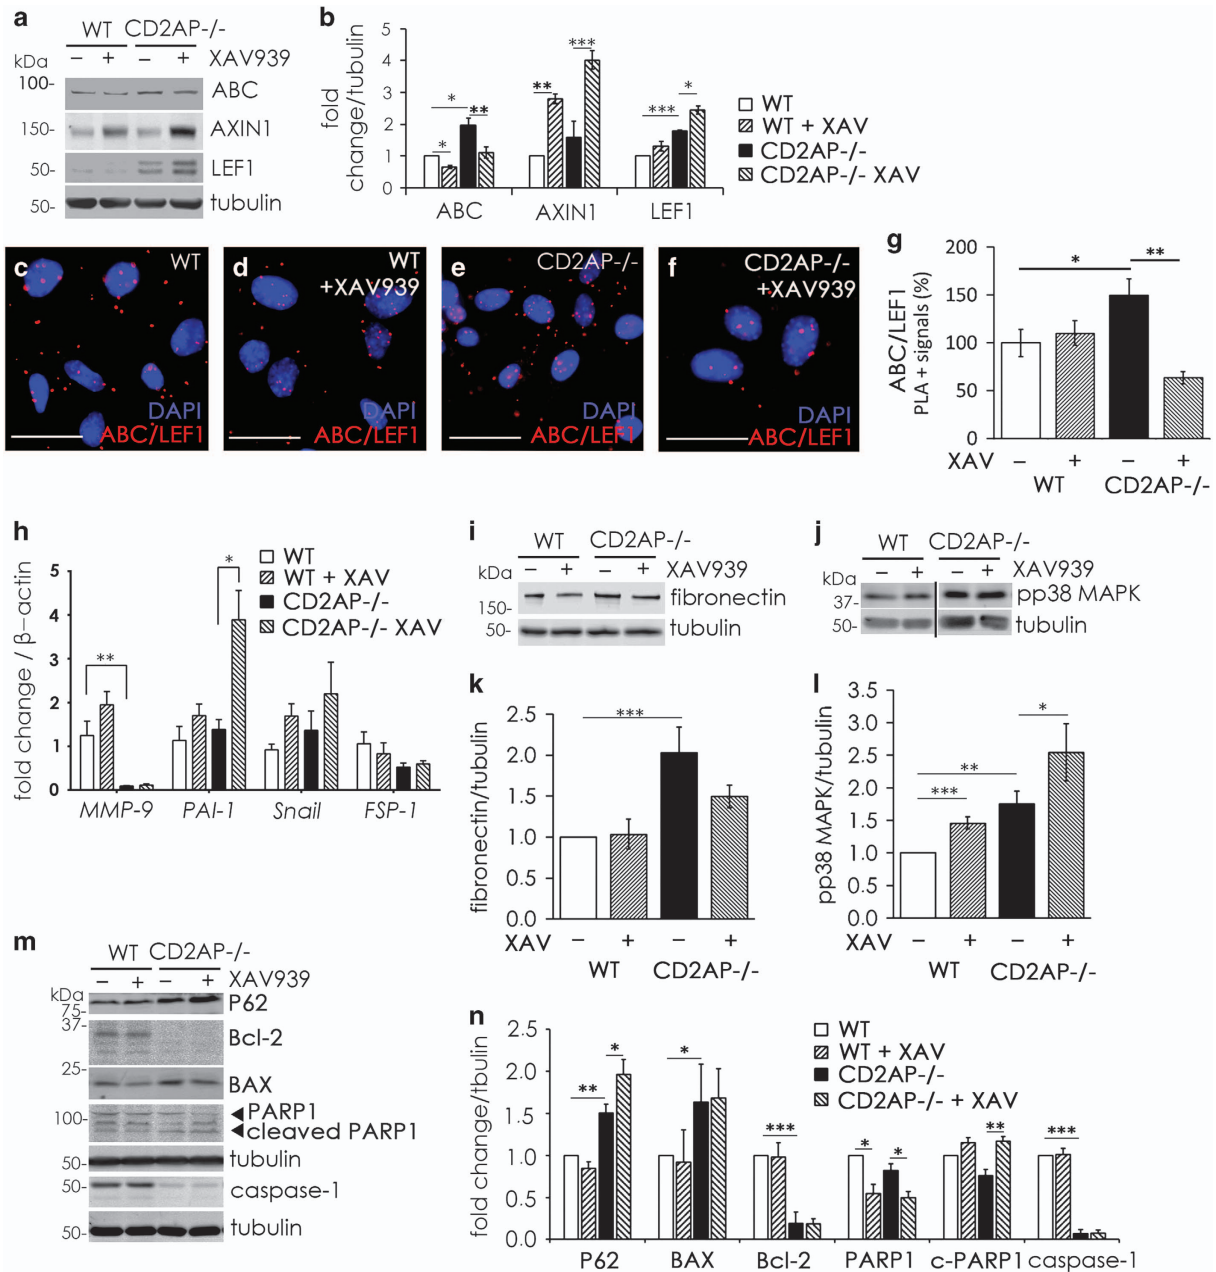 a
WT CD2AP-/-
kDa
– + – + XAV939
100- ABC
150- AXIN1
50- LEF1
50- tubulin
b
fold change/tubulin
5
4
3
2
1
0
* * ** ** *** *** *
ABC AXIN1 LEF1
WT
WT + XAV
CD2AP-/-
CD2AP-/- XAV
c WT
DAPI
ABC/LEF1
d WT
+XAV939
DAPI
ABC/LEF1
e CD2AP-/-
DAPI
ABC/LEF1
f CD2AP-/-
+XAV939
DAPI
ABC/LEF1
g
ABC/LEF1
PLA + signals (%)
200
150
100
50
0
* **
XAV – + – +
WT CD2AP-/-
h
fold change / β-actin
5
4
3
2
1
0
** *
MMP-9 PAI-1 Snail FSP-1
WT
WT + XAV
CD2AP-/-
CD2AP-/- XAV
i
WT CD2AP-/-
kDa – + – + XAV939
150- fibronectin
50- tubulin
j
WT CD2AP-/-
kDa – + – + XAV939
37- pp38 MAPK
50- tubulin
k
fibronectin/tubulin
2.5
2.0
1.5
1.0
0.5
0.0
***
XAV – + – +
WT CD2AP-/-
l
pp38 MAPK/tubulin
3.5
3.0
2.5
2.0
1.5
1.0
0.5
0.0
*** ** *
XAV – + – +
WT CD2AP-/-
m
WT CD2AP-/-
kDa – + – + XAV939
75- P62
37-
Bcl-2
25-
BAX
100- PARP1
cleaved PARP1
50- tubulin
50- caspase-1
50- tubulin
n
fold change/tbulin
2.5
2.0
1.5
1.0
0.5
0.0
** * * *** * * ** ***
P62 BAX Bcl-2 PARP1 c-PARP1 caspase-1
WT
WT + XAV
CD2AP-/-
CD2AP-/- + XAV